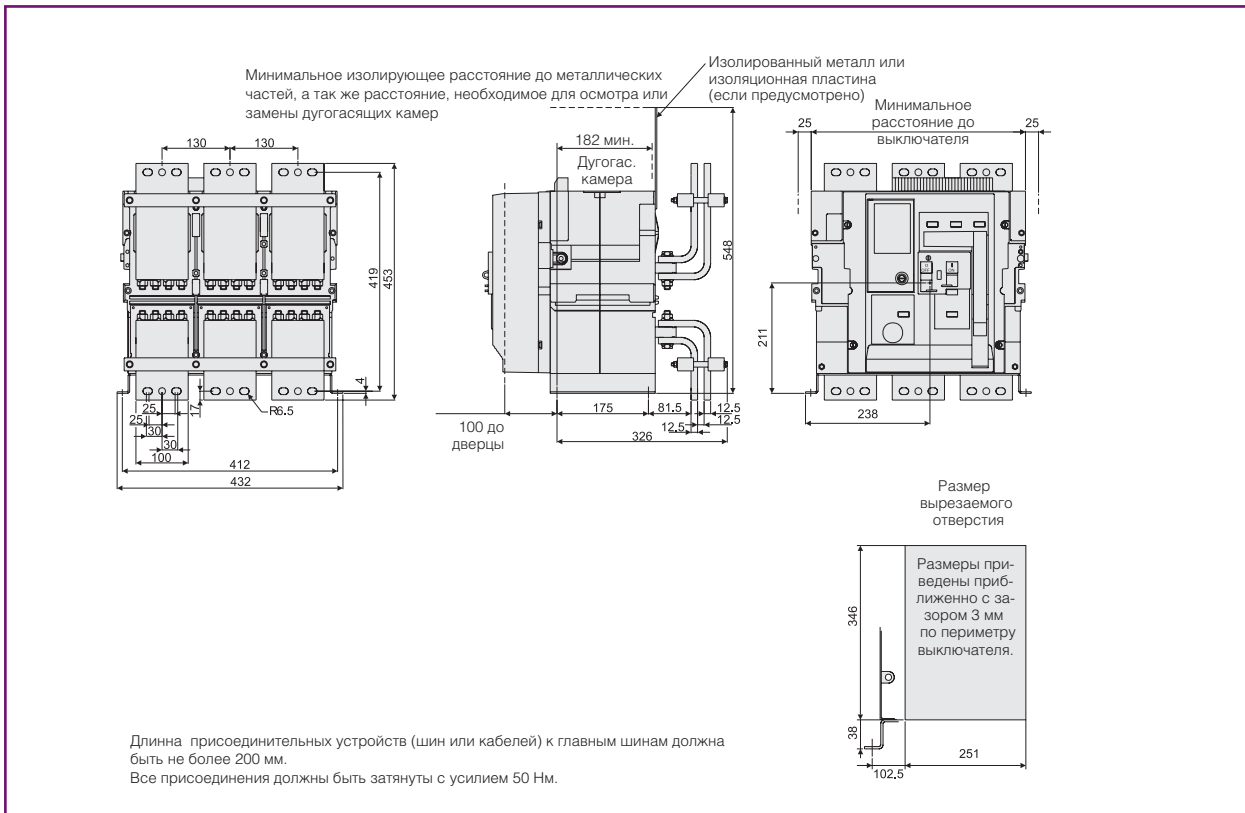 Минимальное изолирующее расстояние до металлических
частей, а так же расстояние, необходимое для осмотра или
замены дугогасящих камер
Изолированный металл или
изоляционная пластина
(если предусмотрено)
Минимальное
расстояние до
выключателя
25
25
130
130
182 мин.
Дугогас.
камера
419
453
548
211
4
17
R6.5
25
25
30
30
100
412
432
100 до
дверцы
175
81.5
12.5
12.5
12.5
326
238
Размер
вырезаемого
отверстия
Размеры при-
ведены приб-
лиженно с за-
зором 3 мм
по периметру
выключателя.
346
38
102.5
251
Длинна присоединительных устройств (шин или кабелей) к главным шинам должна
быть не более 200 мм.
Все присоединения должны быть затянуты с усилием 50 Нм.